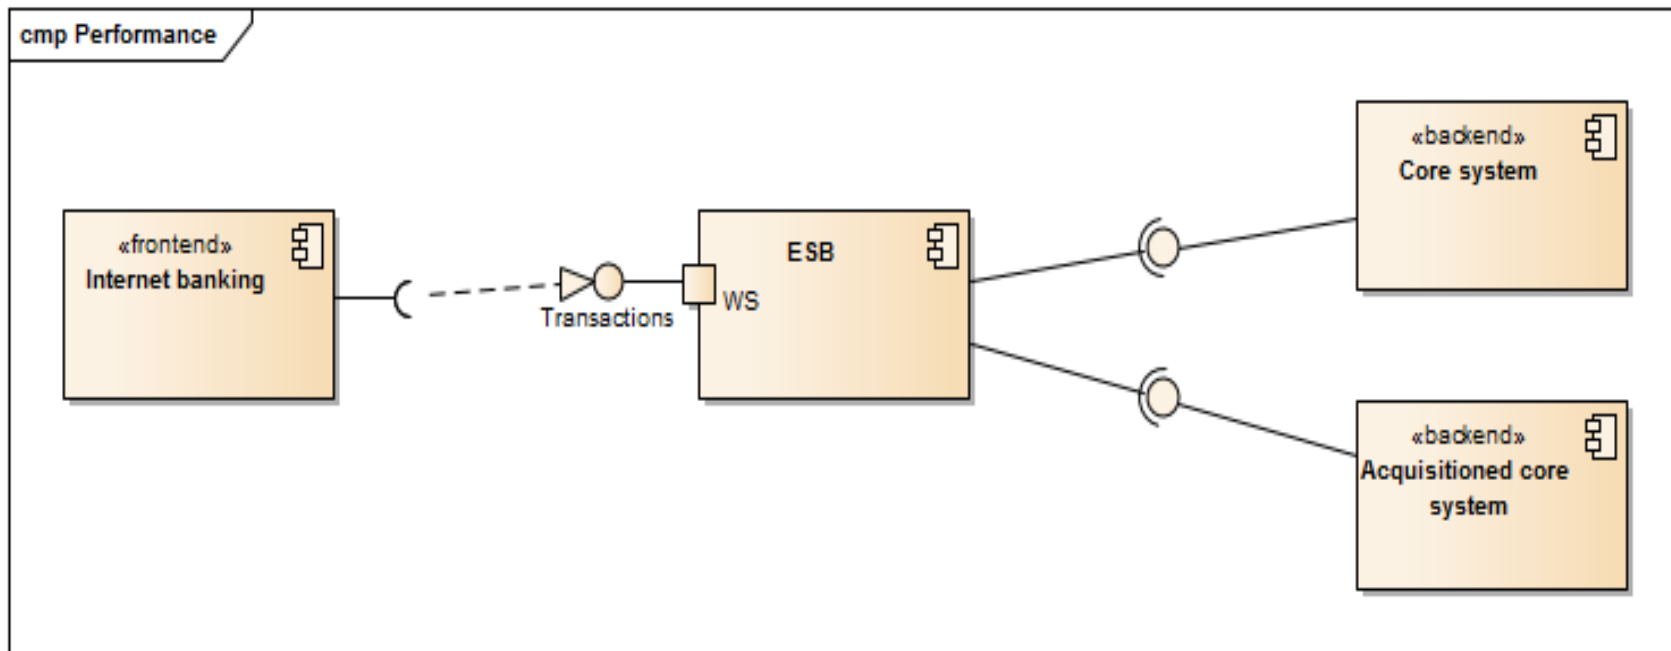 cmp Performance
«frontend»
Internet banking
Transactions
WS
ESB
«backend»
Core system
«backend»
Acquisitioned core
system